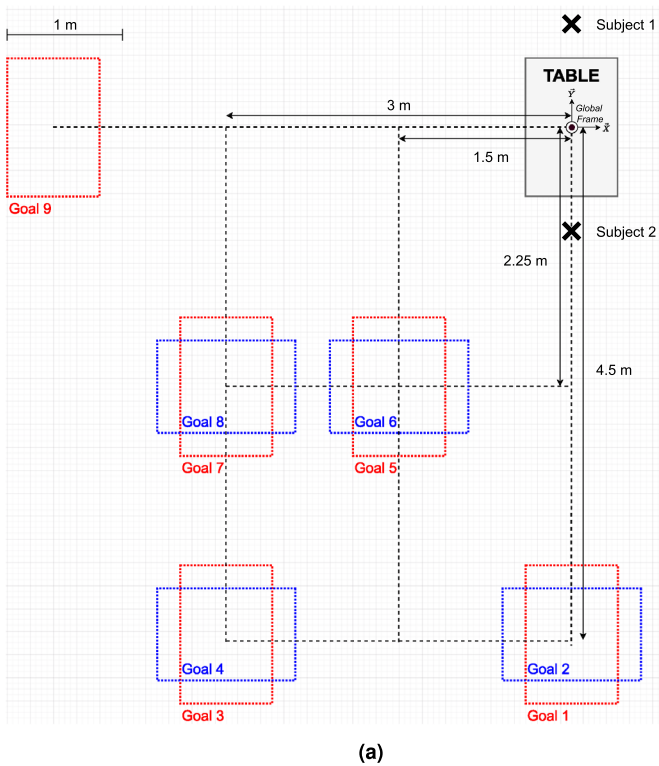 1 m
Subject 1
TABLE
Y
Global
Frame
X
3 m
1.5 m
Goal 9
Subject 2
2.25 m
4.5 m
Goal 8
Goal 6
Goal 7
Goal 5
Goal 4
Goal 2
Goal 3
Goal 1
(a)